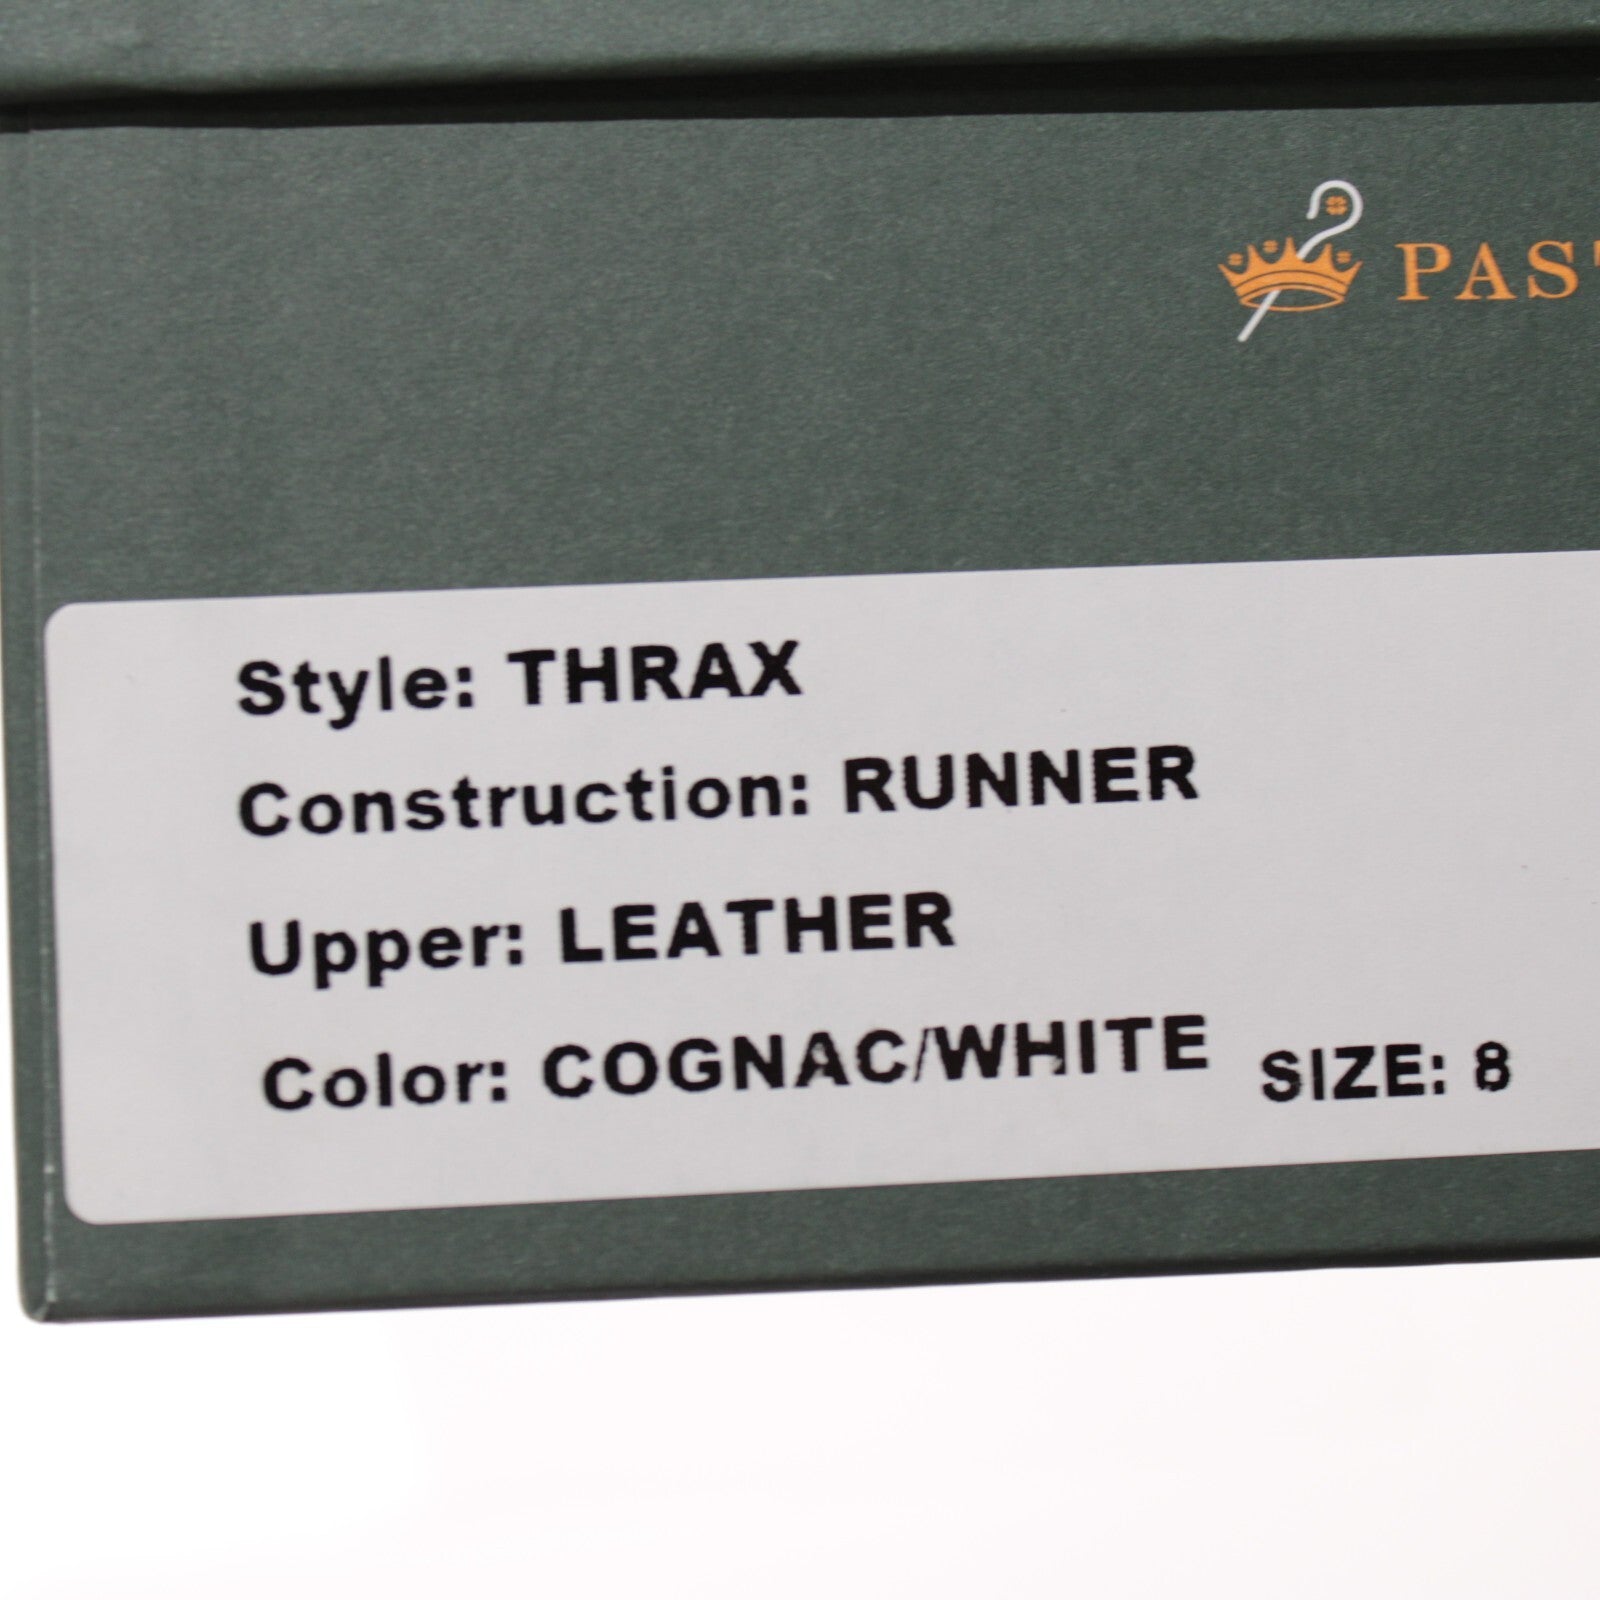 PAS
Style: THRAX
Construction: RUNNER
Upper: LEATHER
Color: COGNAC/WHITE SIZE: 8